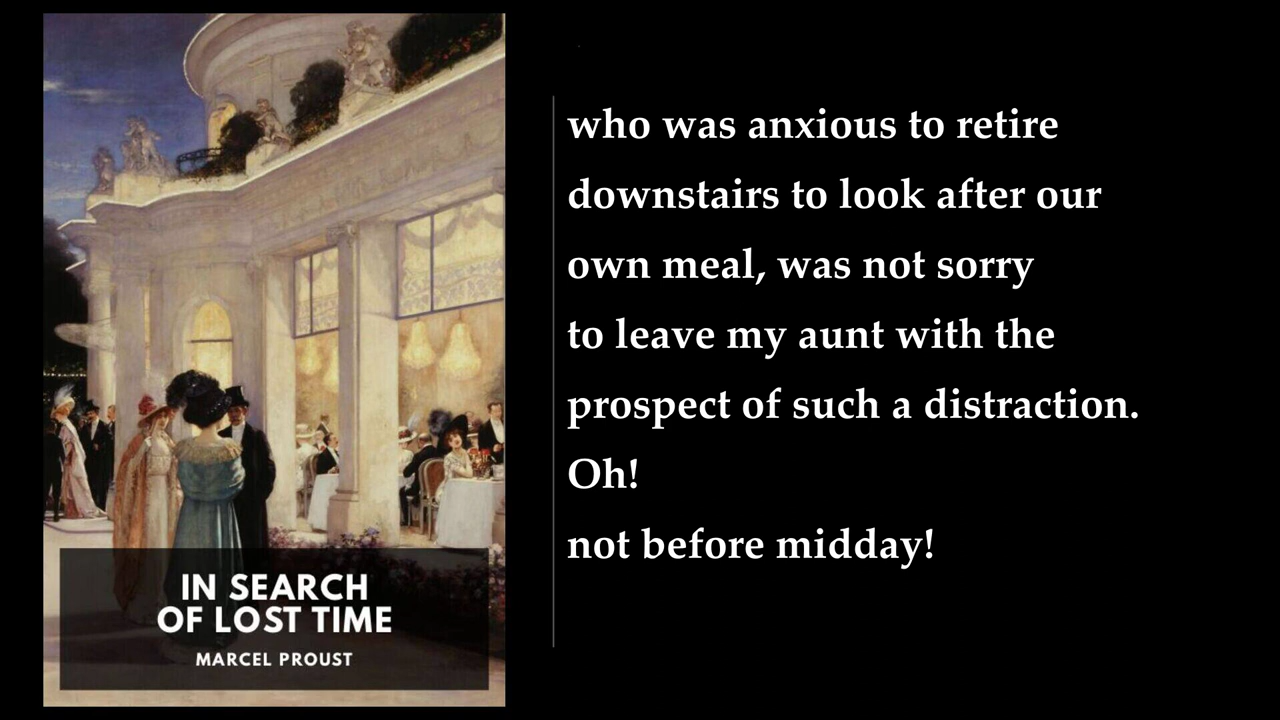 IN SEARCH
OF LOST TIME
MARCEL PROUST
who was anxious to retire
downstairs to look after our
own meal, was not sorry
to leave my aunt with the
prospect of such a distraction.
Oh!
not before midday!